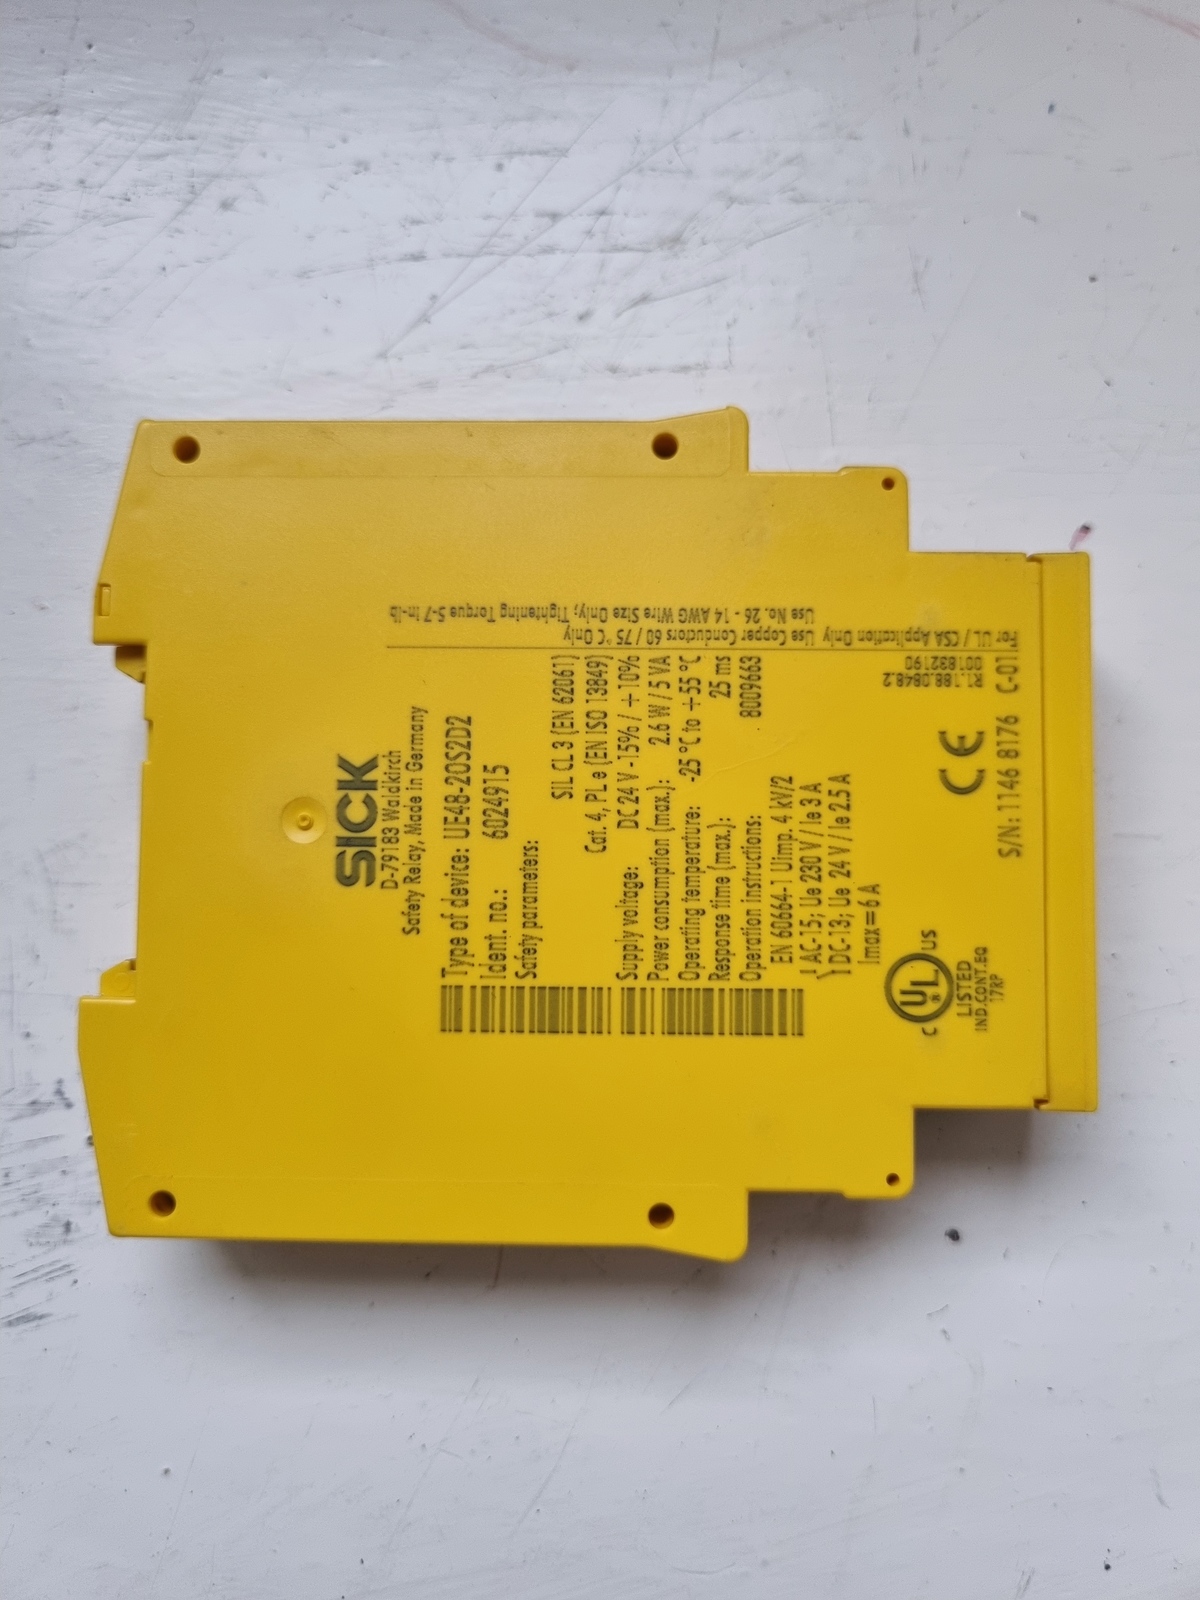 SICK
D-79183 Waldkirch
Safety Relay, Made in Germany
Type of device: UE48-2OS2D2
Ident. no.: 6024915
Safety parameters:
SIL CL 3 (EN 62061)
Cat. 4, PL e (EN ISO 13849)
Supply voltage: DC 24 V -15% / +10%
Power consumption (max.): 2.6 W / 5 VA
Operating temperature: -25 °C to +55 °C
Response time (max.): 25 ms
Operation instructions: 8009663
EN 60664-1 Uimp. 4 kV/2
AC-15; Ue 230 V / Ie 3 A
DC-13; Ue 24 V / Ie 2.5 A
Imax=6 A
C UL ® US
LISTED
IND.CONT.EQ
17RP
CE
S/N: 1146 8176 C-01
R1.188.0848.2
001832190
For UL / CSA Application Only Use Copper Conductors 60 / 75 °C Only
Use No. 26 - 14 AWG Wire Size Only; Tightening Torque 5-7 in-lb